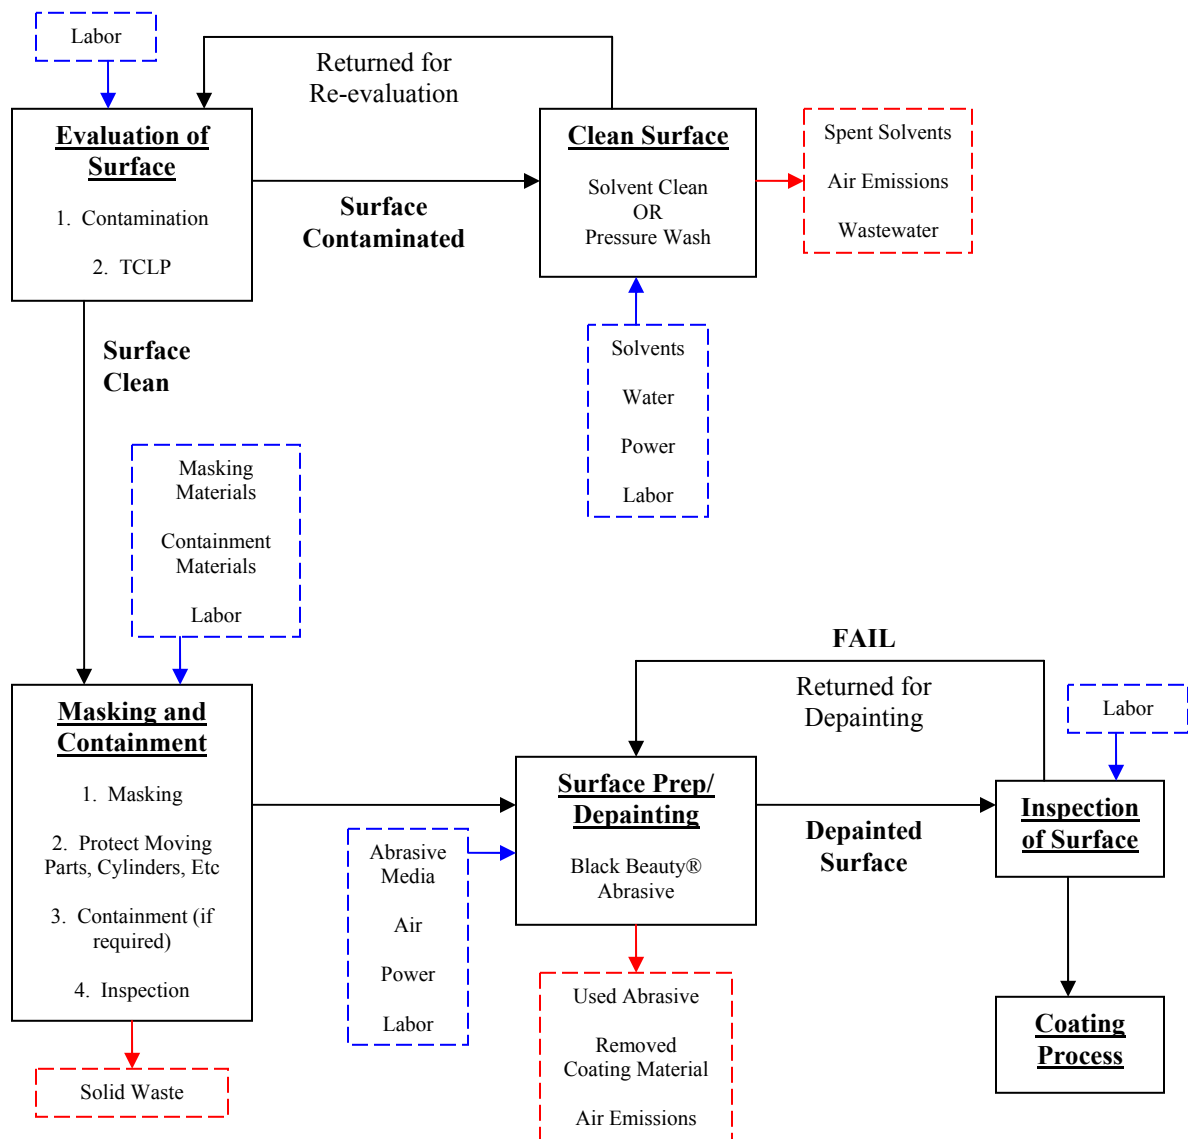 Labor
Returned for
Re-evaluation
Evaluation of
Surface
1. Contamination
2. TCLP
Surface
Contaminated
Clean Surface
Solvent Clean
OR
Pressure Wash
Spent Solvents
Air Emissions
Wastewater
Surface
Clean
Solvents
Water
Power
Labor
Masking
Materials
Containment
Materials
Labor
FAIL
Returned for
Depainting
Labor
Masking and
Containment
1. Masking
2. Protect Moving
Parts, Cylinders, Etc
3. Containment (if
required)
4. Inspection
Surface Prep/
Depainting
Black Beauty®
Abrasive
Depainted
Surface
Inspection
of Surface
Abrasive
Media
Air
Power
Labor
Used Abrasive
Removed
Coating Material
Air Emissions
Coating
Process
Solid Waste